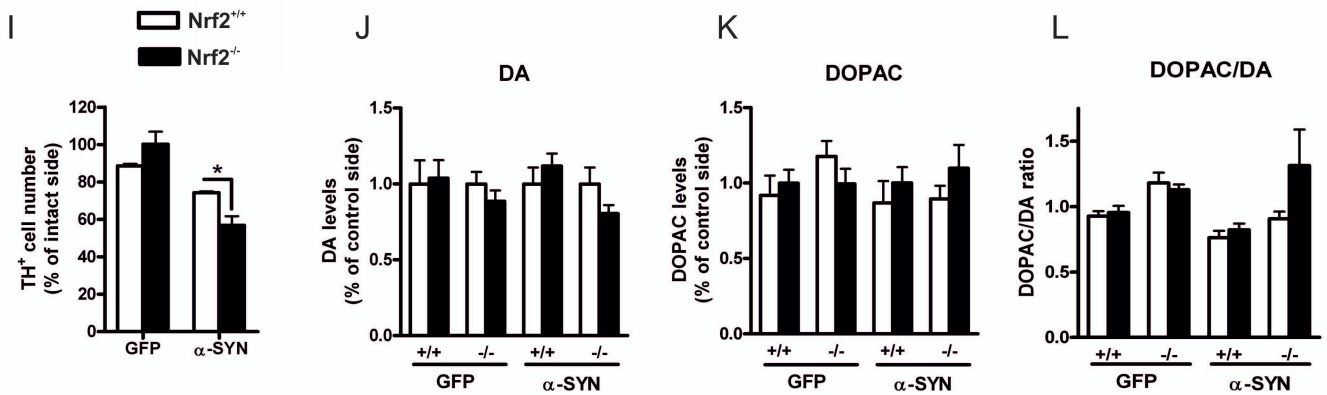 I
Nrf2+/+
Nrf2-/-
TH+ cell number
(% of intact side)
120
100
80
60
40
20
0
*
GFP
α-SYN
J
DA
DA levels
(% of control side)
1.5
1.0
0.5
0.0
+/+
-/-
+/+
-/-
GFP
α-SYN
K
DOPAC
DOPAC levels
(% of control side)
1.5
1.0
0.5
0.0
+/+
-/-
+/+
-/-
GFP
α-SYN
L
DOPAC/DA
DOPAC/DA ratio
1.5
1.0
0.5
0.0
+/+
-/-
+/+
-/-
GFP
α-SYN